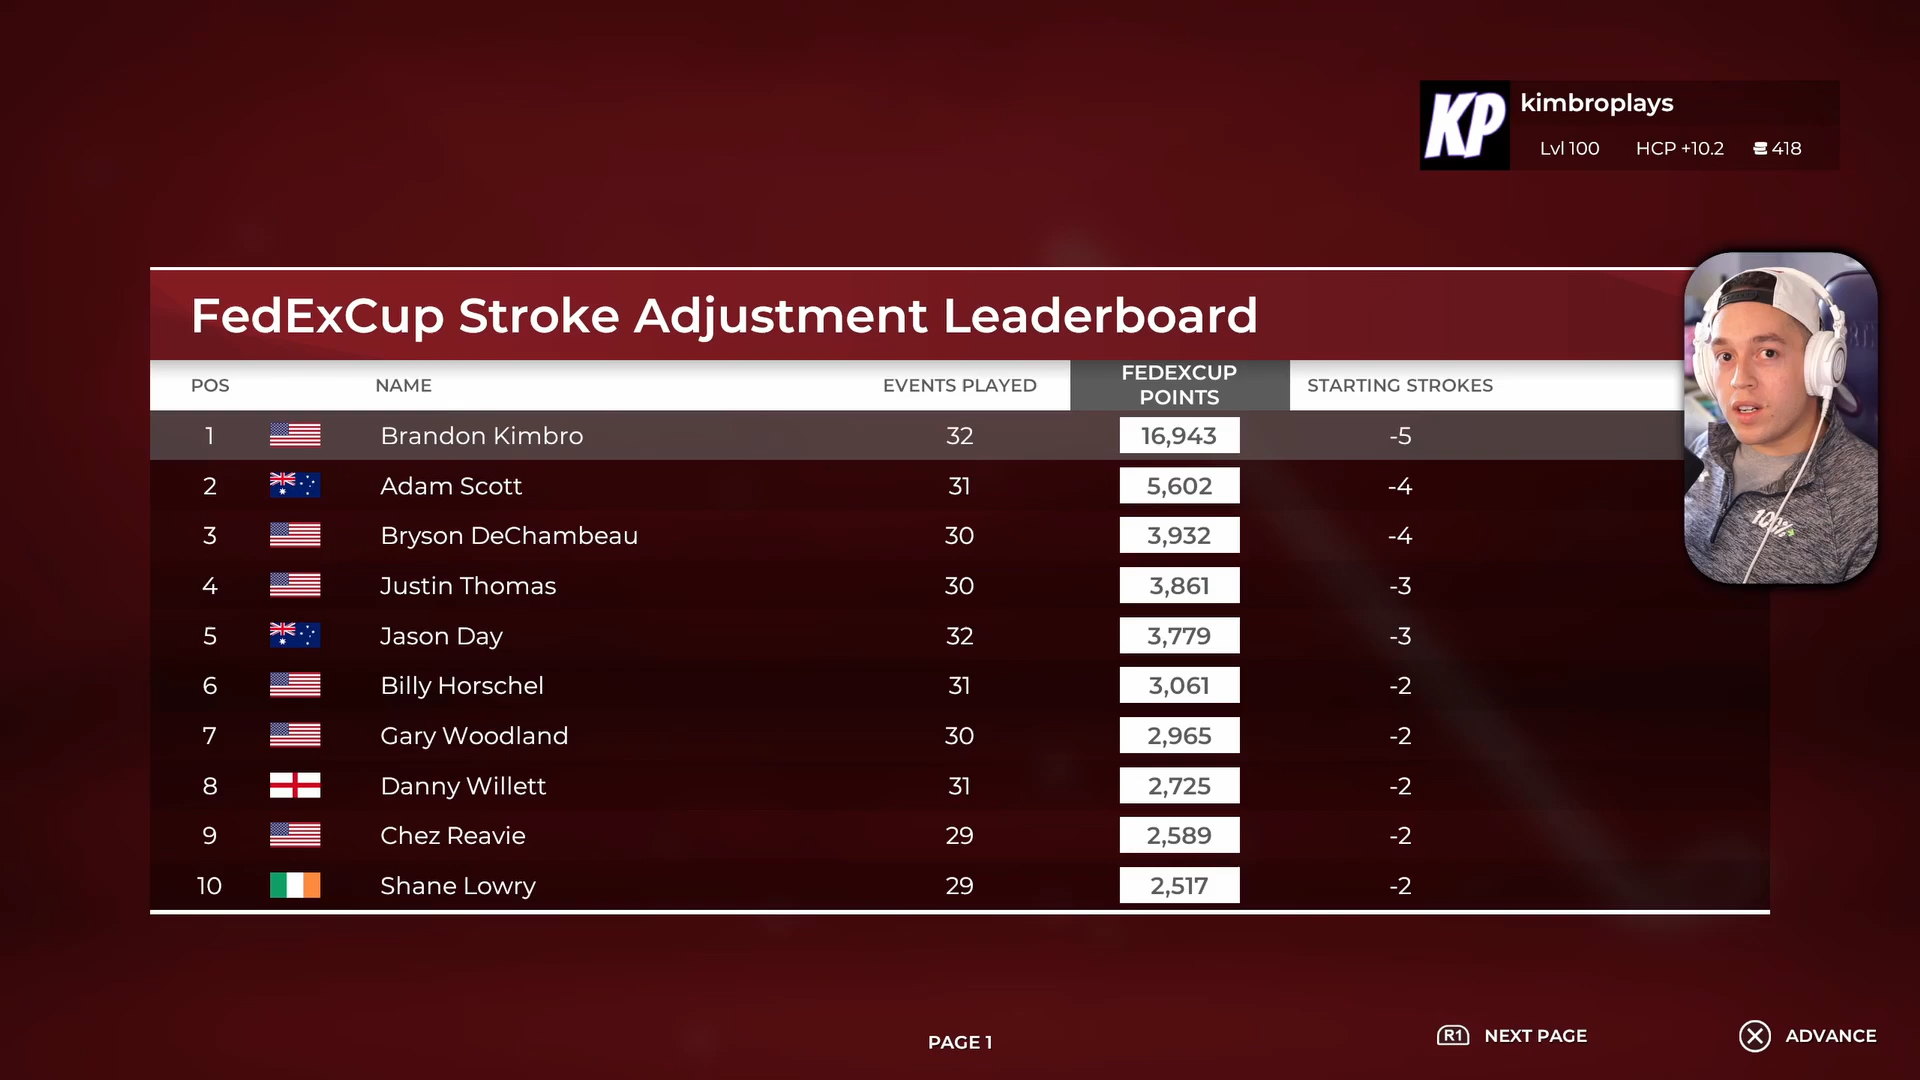 KP
kimbroplays
Lvl 100 HCP +10.2 418
FedExCup Stroke Adjustment Leaderboard
POS NAME EVENTS PLAYED FEDEXCUP POINTS STARTING STROKES
1 Brandon Kimbro 32 16,943 -5
2 Adam Scott 31 5,602 -4
3 Bryson DeChambeau 30 3,932 -4
4 Justin Thomas 30 3,861 -3
5 Jason Day 32 3,779 -3
6 Billy Horschel 31 3,061 -2
7 Gary Woodland 30 2,965 -2
8 Danny Willett 31 2,725 -2
9 Chez Reavie 29 2,589 -2
10 Shane Lowry 29 2,517 -2
100%
PAGE 1
R1 NEXT PAGE
ADVANCE